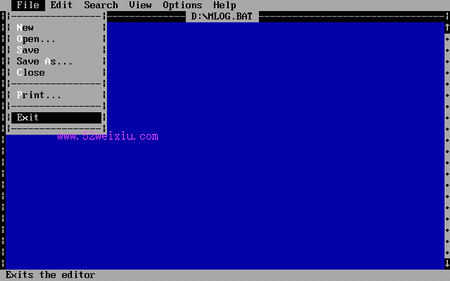 File Edit Search View Options Help
D:\MLOG.BAT
New
Open...
Save
Save As...
Close
Print...
Exit
www.52weixiu.com
Exits the editor